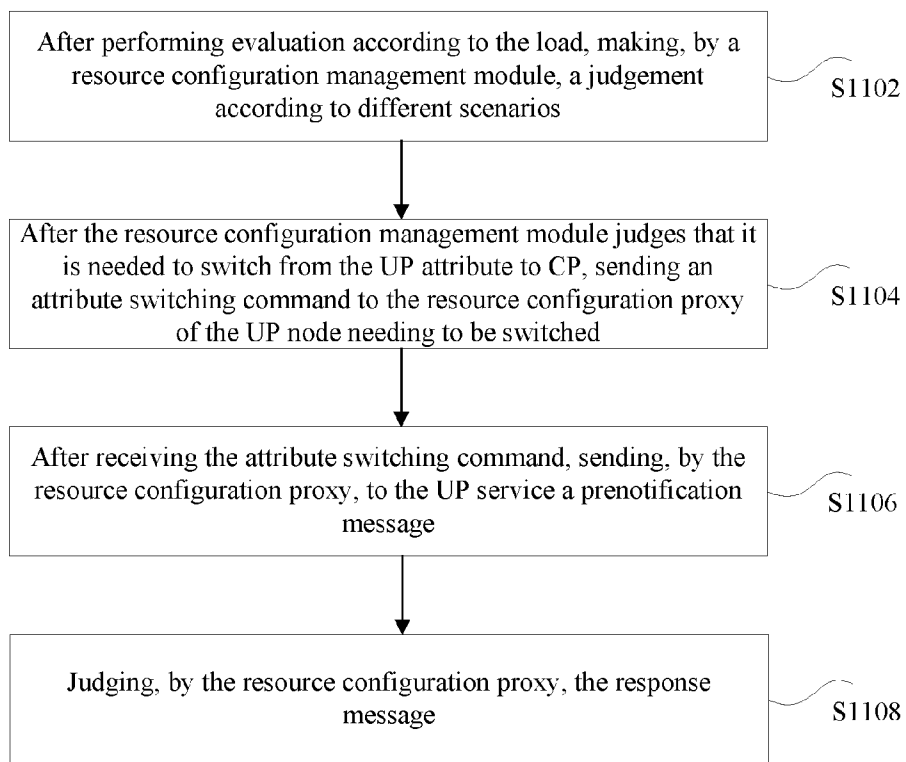 After performing evaluation according to the load, making, by a
resource configuration management module, a judgement
according to different scenarios
S1102
After the resource configuration management module judges that it
is needed to switch from the UP attribute to CP, sending an
attribute switching command to the resource configuration proxy
of the UP node needing to be switched
S1104
After receiving the attribute switching command, sending, by the
resource configuration proxy, to the UP service a prenotification
message
S1106
Judging, by the resource configuration proxy, the response
message
S1108